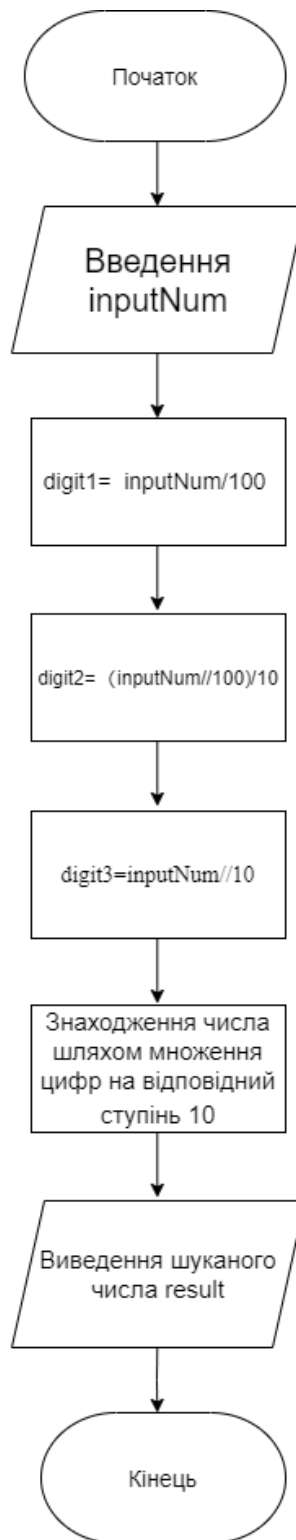 Початок
Введення
inputNum
digit1= inputNum/100
digit2= (inputNum//100)/10
digit3=inputNum//10
Знаходження числа
шляхом множення
цифр на відповідний
ступінь 10
Виведення шуканого
числа result
Кінець